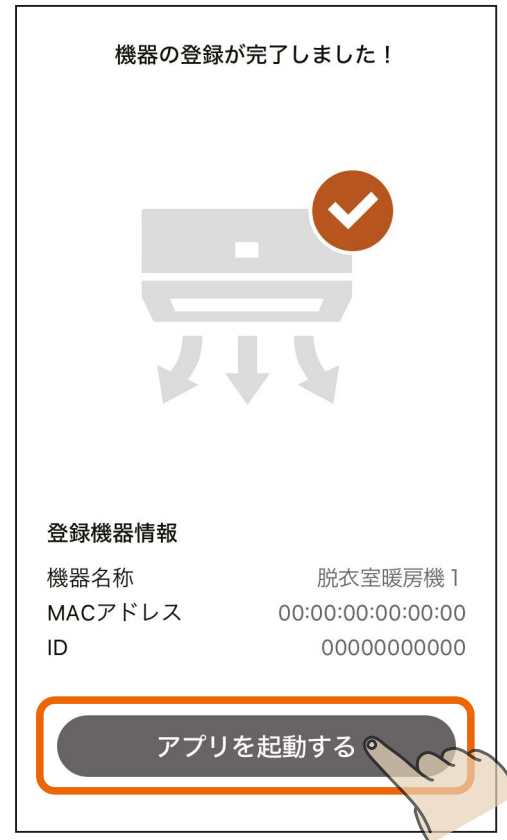 機器の登録が完了しました！
登録機器情報
機器名称 脱衣室暖房機1
MACアドレス 00:00:00:00:00:00
ID 00000000000
アプリを起動する